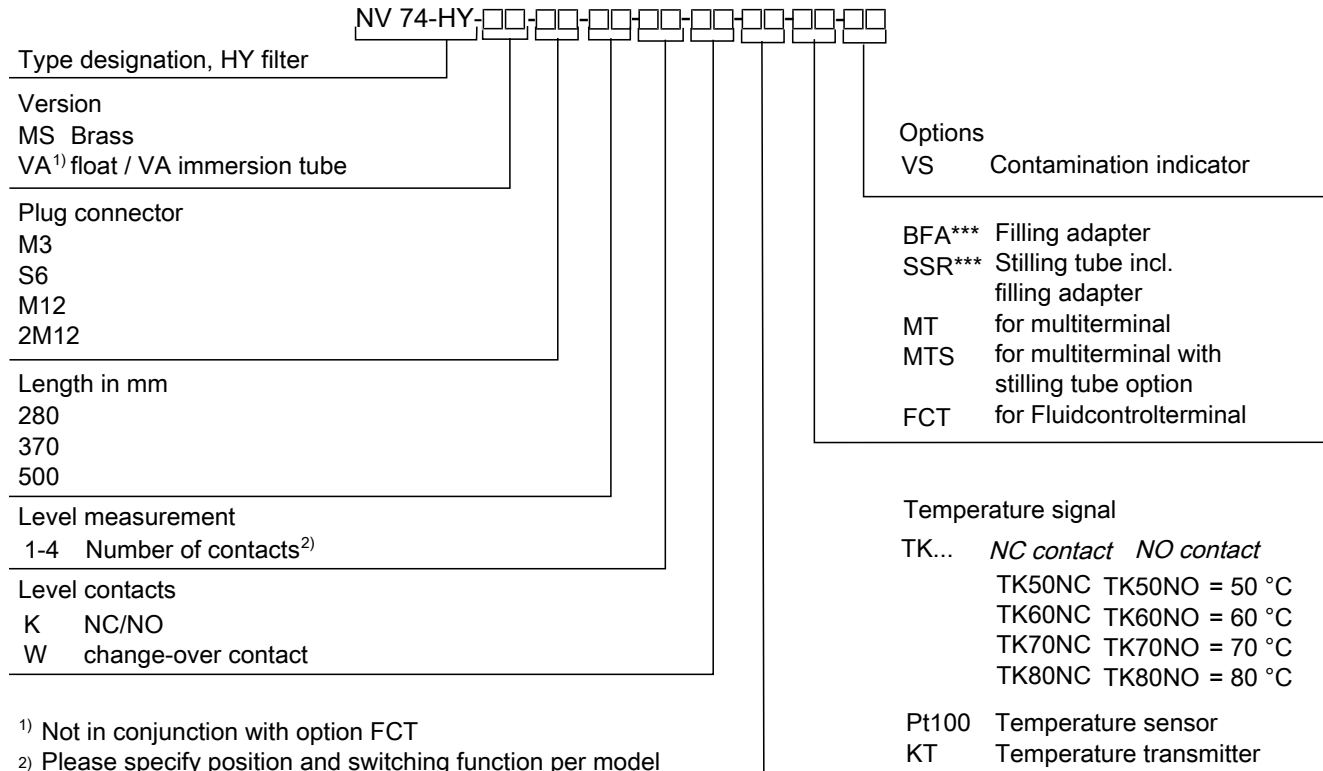 NV 74-HY-□□-□□-□□-□□-□□-□□-□□-□□
Type designation, HY filter
Version
MS Brass
VA1) float / VA immersion tube
Plug connector
M3
S6
M12
2M12
Length in mm
280
370
500
Level measurement
1-4 Number of contacts2)
Level contacts
K NC/NO
W change-over contact
1) Not in conjunction with option FCT
2) Please specify position and switching function per model
Options
VS Contamination indicator
BFA*** Filling adapter
SSR*** Stilling tube incl.
filling adapter
MT for multiterminal
MTS for multiterminal with
stilling tube option
FCT for Fluidcontrolterminal
Temperature signal
TK... NC contact NO contact
TK50NC TK50NO = 50 °C
TK60NC TK60NO = 60 °C
TK70NC TK70NO = 70 °C
TK80NC TK80NO = 80 °C
Pt100 Temperature sensor
KT Temperature transmitter